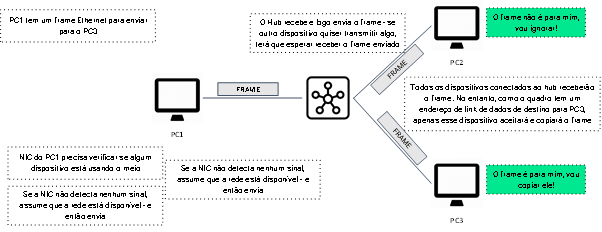 PC1 tem um frame Ethernet para enviar
para o PC3
O Hub recebe e logo envia o frame - se
outro dispositivo quiser transmitir algo,
terá que esperar receber o frame enviado
O frame não é para mim,
vou ignorar!
PC2
FRAME
FRAME
PC1
Todos os dispositivos conectados ao hub receberão
o frame. No entanto, como o quadro tem um
endereço de link de dados de destino para PC3,
apenas esse dispositivo aceitará e copiará o frame
FRAME
NIC do PC1 precisa verificar se algum
dispositivo está usando o meio
Se a NIC não detecta nenhum sinal,
assume que a rede está disponível - e
então envia
Se a NIC não detecta nenhum sinal,
assume que a rede está disponível - e
então envia
O frame é para mim, vou
copiar ele!
PC3